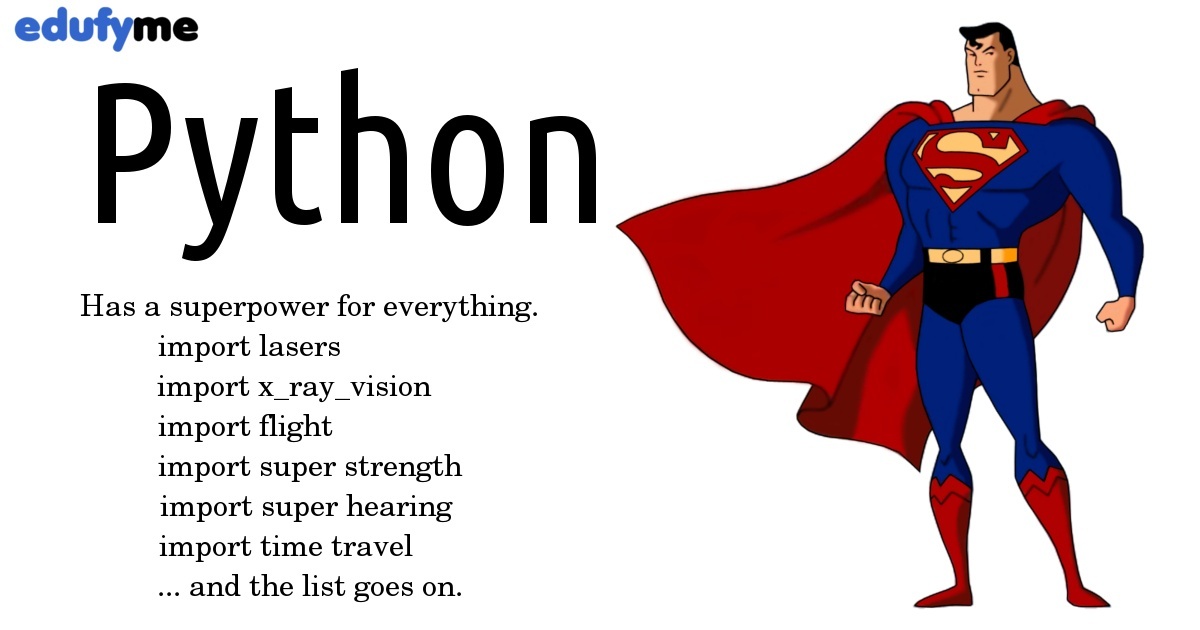 edufyme
Python
Has a superpower for everything.
import lasers
import x_ray_vision
import flight
import super strength
import super hearing
import time travel
... and the list goes on.
S